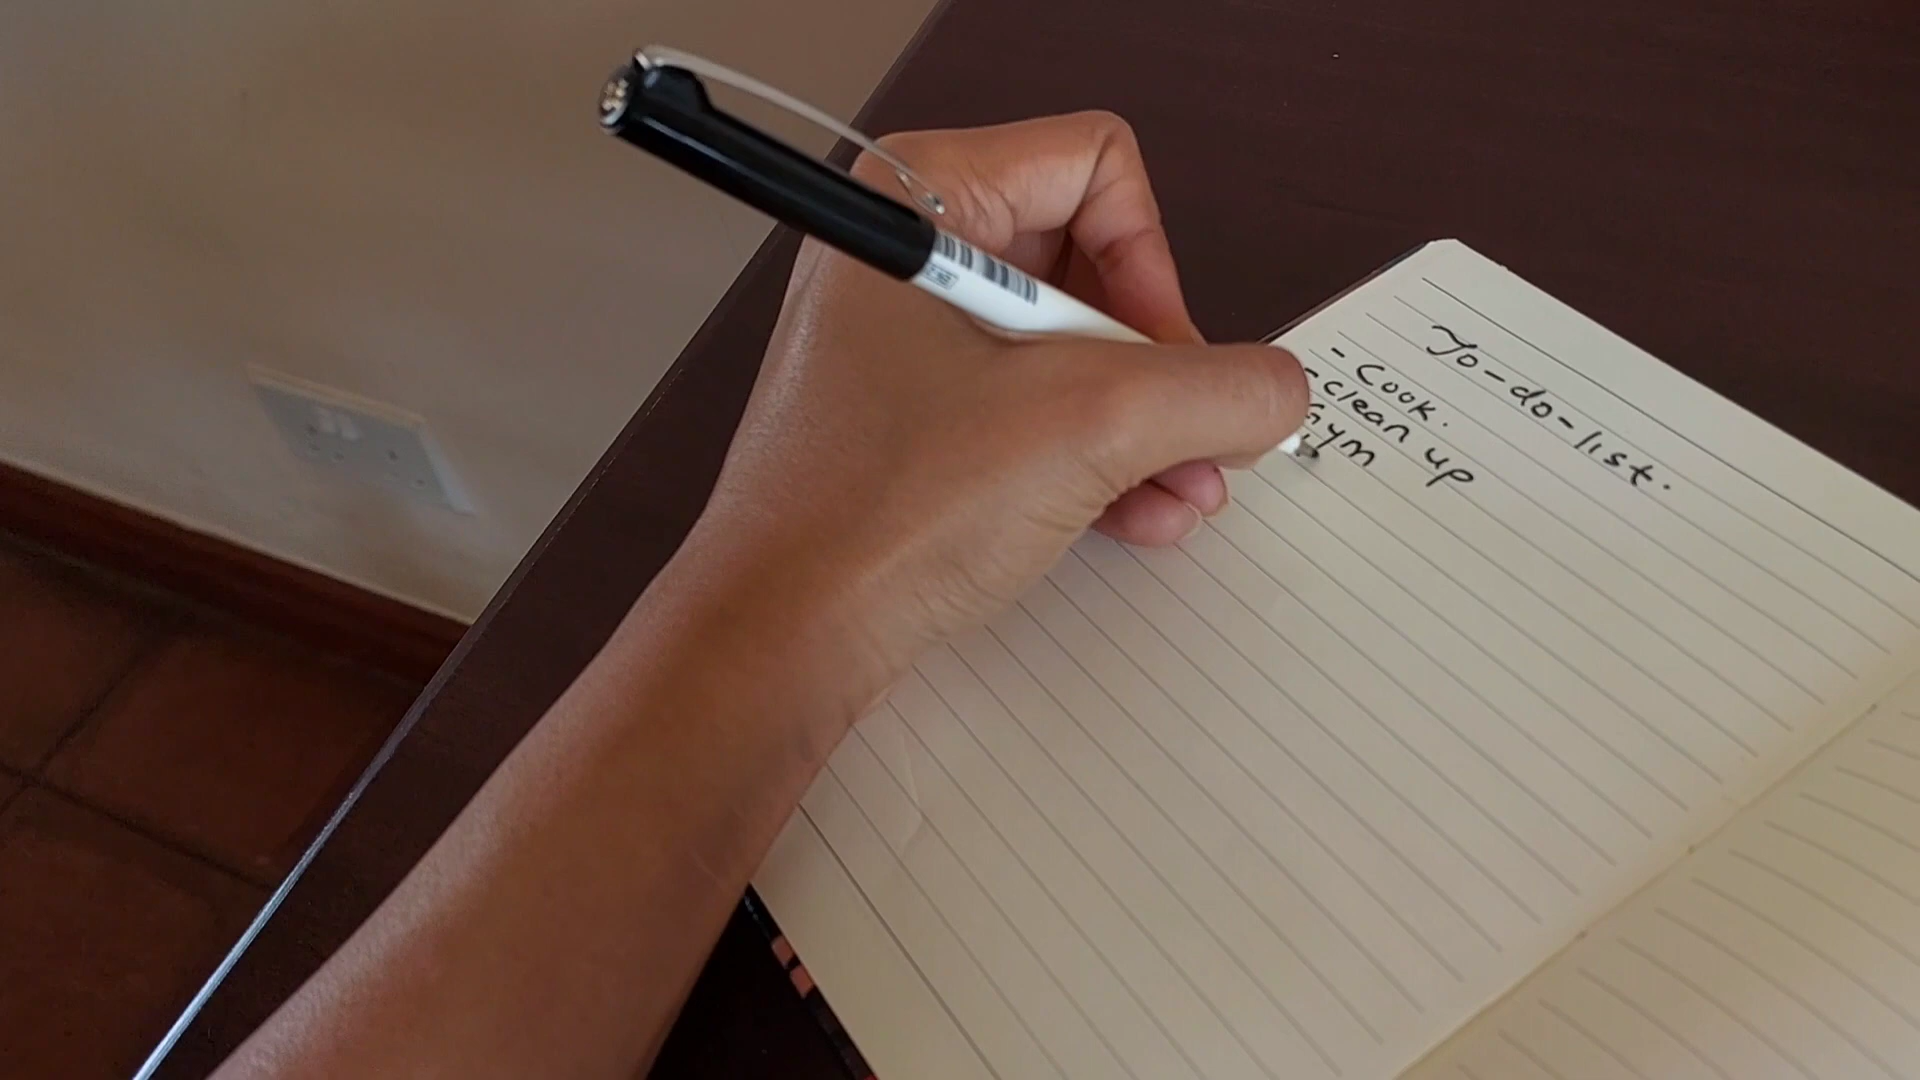 To-do-list.
- Cook.
- clean up
Gym